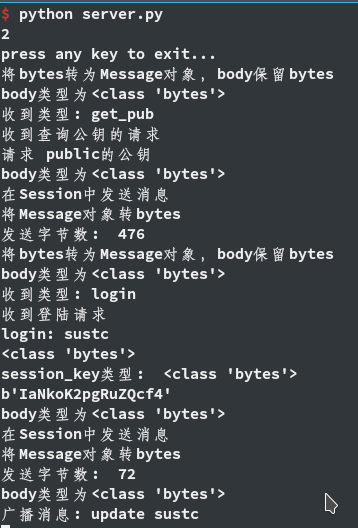 $ python server.py
2
press any key to exit...
将bytes转为Message对象, body保留bytes
body类型为<class 'bytes'>
收到类型: get_pub
收到查询公钥的请求
请求 public的公钥
body类型为<class 'bytes'>
在Session中发送消息
将Message对象转bytes
发送字节数:  476
将bytes转为Message对象, body保留bytes
body类型为<class 'bytes'>
收到类型: login
收到登陆请求
login: sustc
<class 'bytes'>
session_key类型:  <class 'bytes'>
b'IaNkoK2pgRuZQcf4'
body类型为<class 'bytes'>
在Session中发送消息
将Message对象转bytes
发送字节数:  72
body类型为<class 'bytes'>
广播消息: update sustc